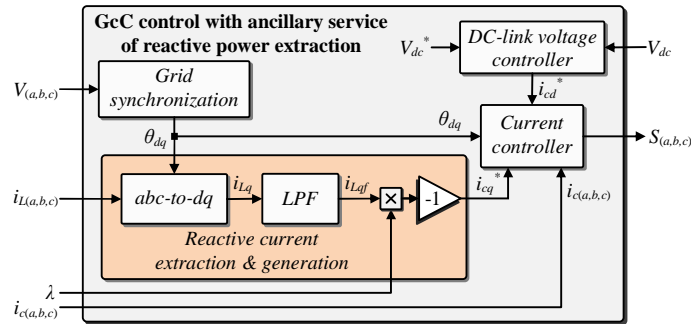 GcC control with ancillary service
of reactive power extraction
DC-link voltage
controller
V_dc^*
V_dc
i_cd^*
V_(a,b,c)
Grid
synchronization
θ_dq
θ_dq
Current
controller
S_(a,b,c)
i_L(a,b,c)
abc-to-dq
i_Lq
LPF
i_Lqf
×
-1
i_cq^*
i_c(a,b,c)
Reactive current
extraction & generation
λ
i_c(a,b,c)